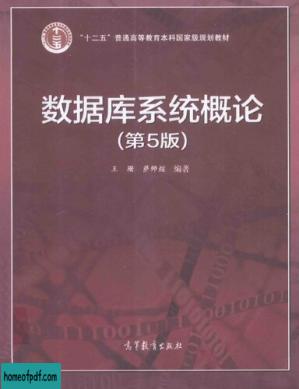 “十二五”普通高等教育本科国家级规划教材
数据库系统概论
（第5版）
王 珊 萨师煊 编著
高等教育出版社
homeofpdf.com